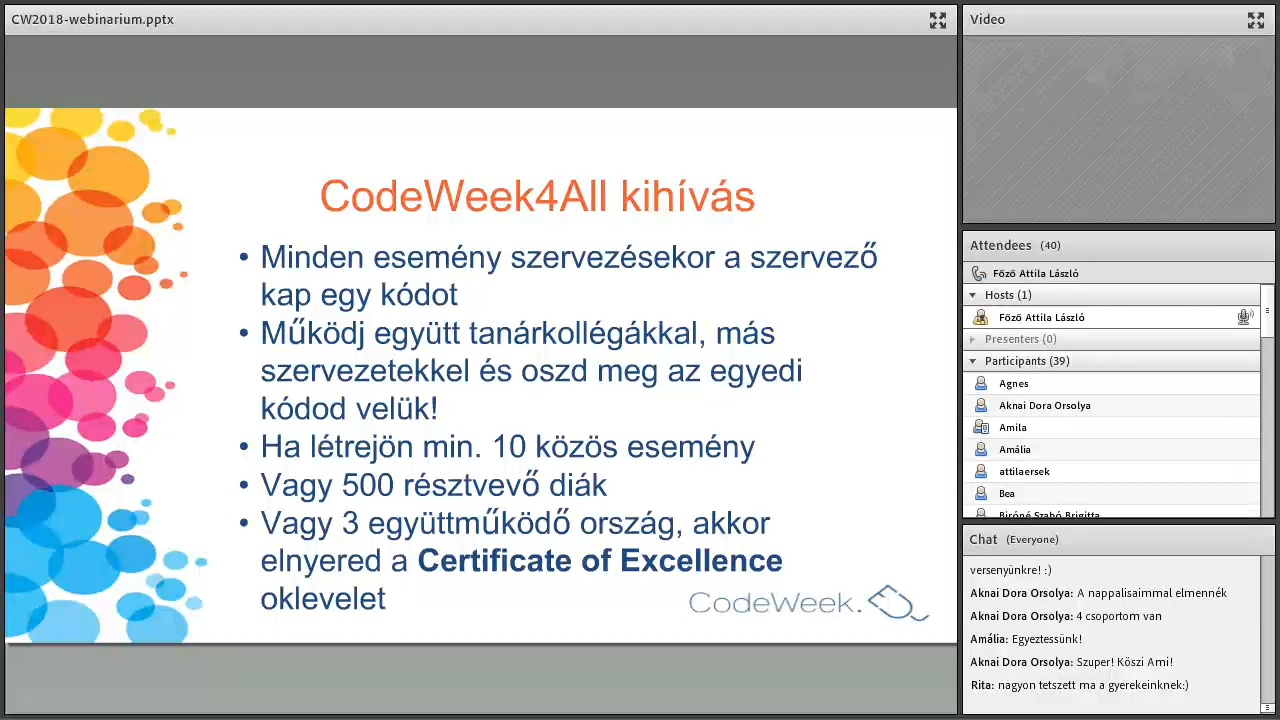 CW2018-webinarium.pptx
CodeWeek4All kihívás
• Minden esemény szervezésekor a szervező
kap egy kódot
• Működj együtt tanárkollégákkal, más
szervezetekkel és oszd meg az egyedi
kódod velük!
• Ha létrejön min. 10 közös esemény
• Vagy 500 résztvevő diák
• Vagy 3 együttműködő ország, akkor
elnyered a Certificate of Excellence
oklevelet
CodeWeek.
Video
Attendees (40)
Főző Attila László
Hosts (1)
Főző Attila László
Presenters (0)
Participants (39)
Agnes
Aknai Dora Orsolya
Amila
Amália
attilaersek
Bea
Bíróné Szabó Brigitta
Chat (Everyone)
versenyünkre! :)
Aknai Dora Orsolya: A nappalisaimmal elmennék
Aknai Dora Orsolya: 4 csoportom van
Amália: Egyeztessünk!
Aknai Dora Orsolya: Szuper! Köszi Ami!
Rita: nagyon tetszett ma a gyerekeinknek:)